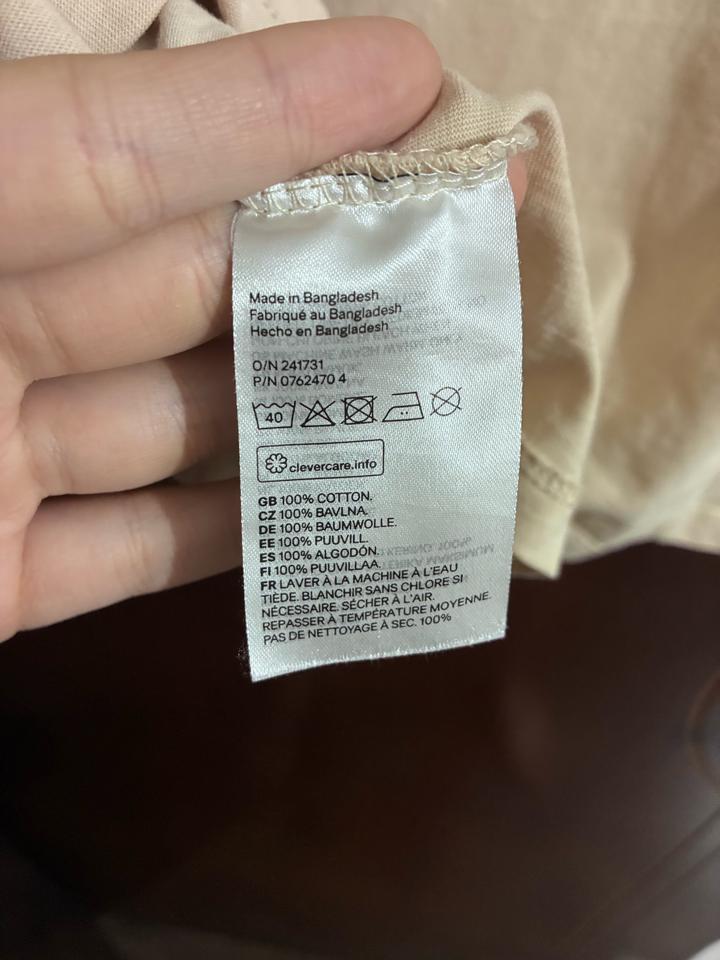 Made in Bangladesh
Fabriqué au Bangladesh
Hecho en Bangladesh
O/N 241731
P/N 0762470 4
40
clevercare.info
GB 100% COTTON.
CZ 100% BAVLNA.
DE 100% BAUMWOLLE.
EE 100% PUUVILL.
ES 100% ALGODÓN.
FI 100% PUUVILLAA.
FR LAVER À LA MACHINE À L'EAU
TIÈDE. BLANCHIR SANS CHLORE SI
NÉCESSAIRE. SÉCHER À L'AIR.
REPASSER À TEMPÉRATURE MOYENNE.
PAS DE NETTOYAGE À SEC. 100%